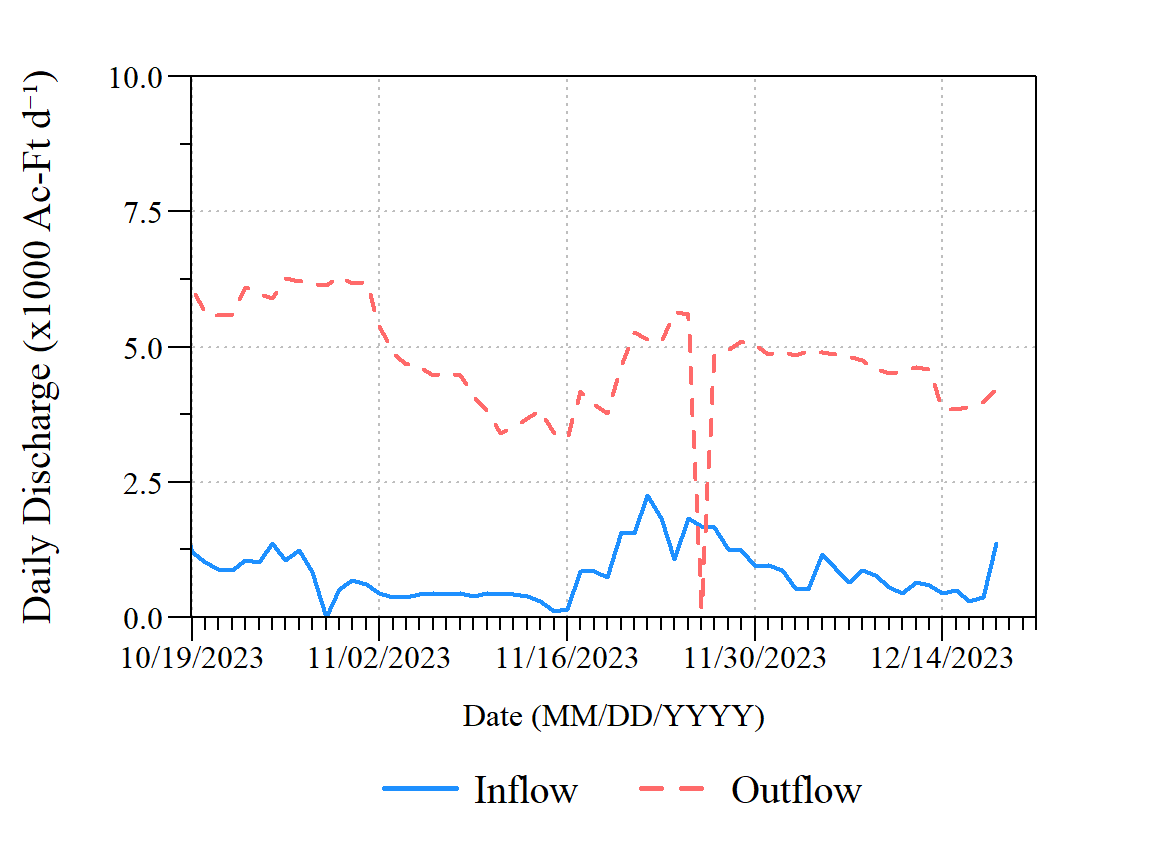 Daily Discharge (x1000 Ac-Ft d⁻¹)
10.0
7.5
5.0
2.5
0.0
10/19/2023 11/02/2023 11/16/2023 11/30/2023 12/14/2023
Date (MM/DD/YYYY)
Inflow Outflow